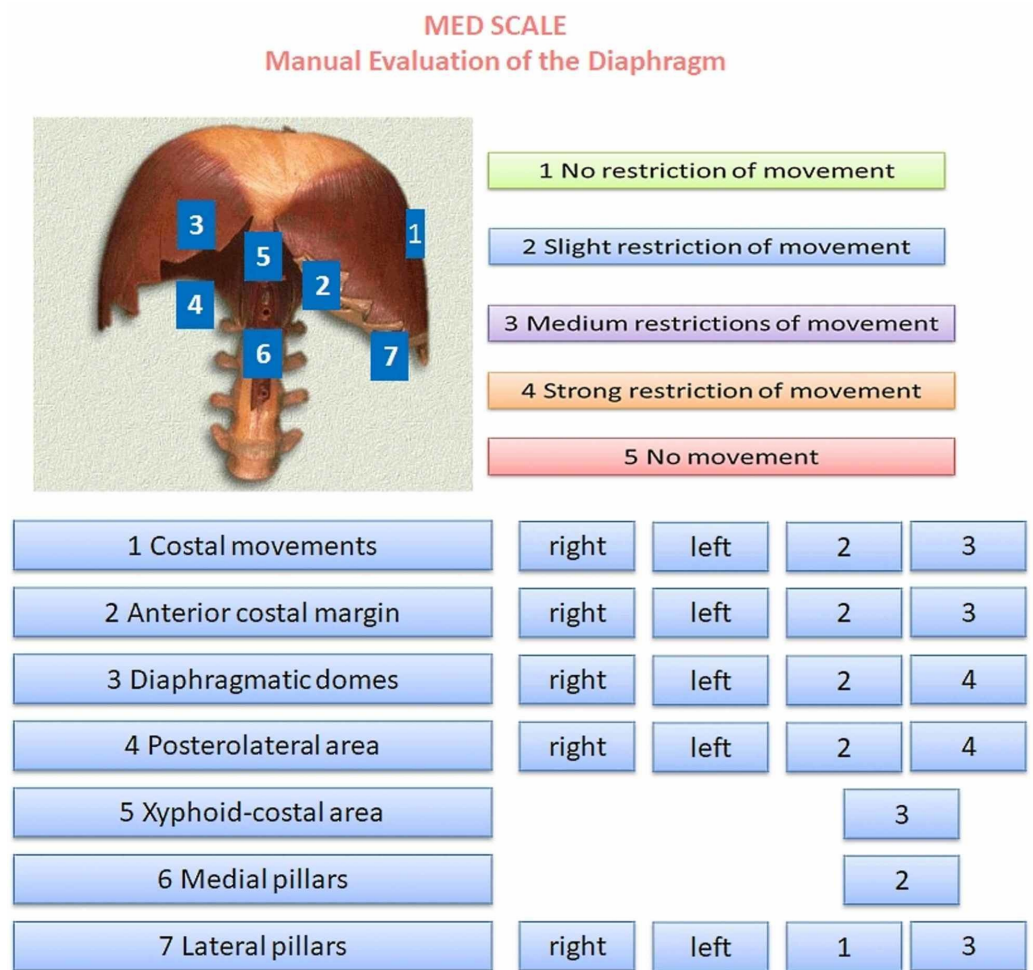 MED SCALE
Manual Evaluation of the Diaphragm
1 No restriction of movement
2 Slight restriction of movement
3 Medium restrictions of movement
4 Strong restriction of movement
5 No movement
3
1
5
2
4
6
7
1 Costal movements right left 2 3
2 Anterior costal margin right left 2 3
3 Diaphragmatic domes right left 2 4
4 Posterolateral area right left 2 4
5 Xyphoid-costal area 3
6 Medial pillars 2
7 Lateral pillars right left 1 3